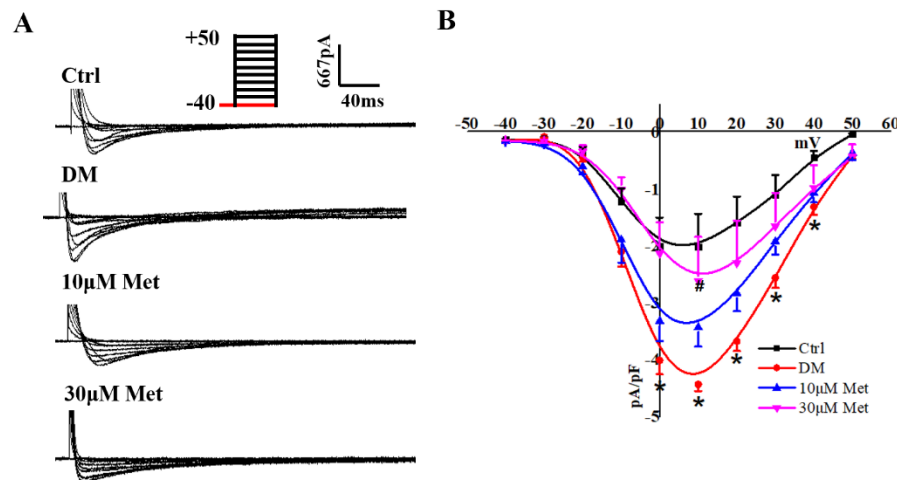 A
+50
-40
667pA
40ms
Ctrl
DM
10μM Met
30μM Met
B
-50 -40 -30 -20 -10 0 10 20 30 40 50 60
mV
-1
-2
-3
-4
-5
pA/pF
#
* * * * *
Ctrl
DM
10μM Met
30μM Met